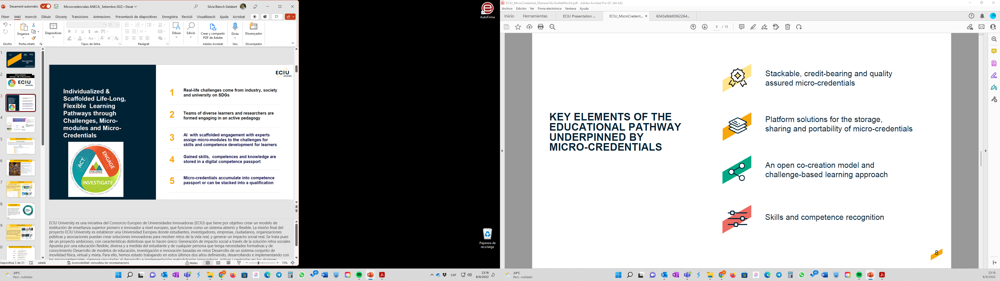 Desament automàtic
Microcredenciales ANECA_ Setiembre 2022 • Desat
Silvia Blanch Gelabert
Fitxer Inici Inserció Dibuix Disseny Transicions Animacions Presentació de diapositives Enregistra Revisió Visualització Ajuda Acrobat
12
Enganxa
Diapositives
Dibuix
Edició
Crear y compartir
PDF de Adobe
Dicta
Dissenyador
Desfés Porta-retalls Tipus de lletra Paràgraf Adobe Acrobat Veu Dissenyador
1
2
3
4
5
6
7
8
9
0
ECIU
university
Individualized &
Scaffolded Life-Long,
Flexible Learning
Pathways through
Challenges, Micro-
modules and Micro-
Credentials
ACT
ENGAGE
CHALLENGE
INVESTIGATE
ECIU
university
1 Real-life challenges come from industry, society
and university on SDGs
2 Teams of diverse learners and researchers are
formed engaging in an active pedagogy
3 AI with scaffolded engagement with experts
assign micro-modules to the challenges for
skills and competence development for learners
4 Gained skills, competences and knowledge are
stored in a digital competence passport
5 Micro-credentials accumulate into competence
passport or can be stacked into a qualification
ECIU University es una iniciativa del Consorcio Europeo de Universidades Innovadoras (ECIU) que tiene por objetivo crear un modelo de
institución de enseñanza superior pionero e innovador a nivel europeo, que funcione como un sistema abierto y flexible. La misión final del
proyecto ECIU University es establecer una Universidad Europea donde estudiantes, investigadores, empresas, ciudadanos, organizaciones
públicas y asociaciones puedan crear soluciones innovadoras para resolver retos de la vida real, y generar un impacto social real. Se trata pues
de un proyecto ambicioso, con características distintivas que lo hacen único: Generación de impacto social a través de la solución retos sociales
Apuesta por una educación flexible, diversa y a medida del estudiante y de cualquier persona que tenga necesidades formativas y de
conocimiento Desarrollo de modelos de educación, investigación e innovación basadas en retos Desarrollo de un sistema conjunto de
movilidad física, virtual y mixta. Para ello, hemos estado trabajando en estos últimos dos años definiendo, desarrollando e implementando con
Diapositiva 3 de 21 català Accessibilitat: consulteu les recomanacions Notes 72%
24°C
Parc. nublado
45
CAT
23:18
8/9/2022
AutoFirma
Paperera de
reciclatge
ECIU_MicroCredential_Mairead NicGiollaMhichil.pdf - Adobe Acrobat Pro DC (64-bit)
Archivo Edición Ver Firma electrónica Ventana Ayuda
Inicio Herramientas ECIU Presentation ... ECIU_MicroCredent... × 6043a9dd0062264...
9 / 15
KEY ELEMENTS OF THE
EDUCATIONAL PATHWAY
UNDERPINNED BY
MICRO-CREDENTIALS
Stackable, credit-bearing and quality
assured micro-credentials
Platform solutions for the storage,
sharing and portability of micro-credentials
An open co-creation model and
challenge-based learning approach
Skills and competence recognition
8
24°C
Parc. nublado
45
23:18
8/9/2022